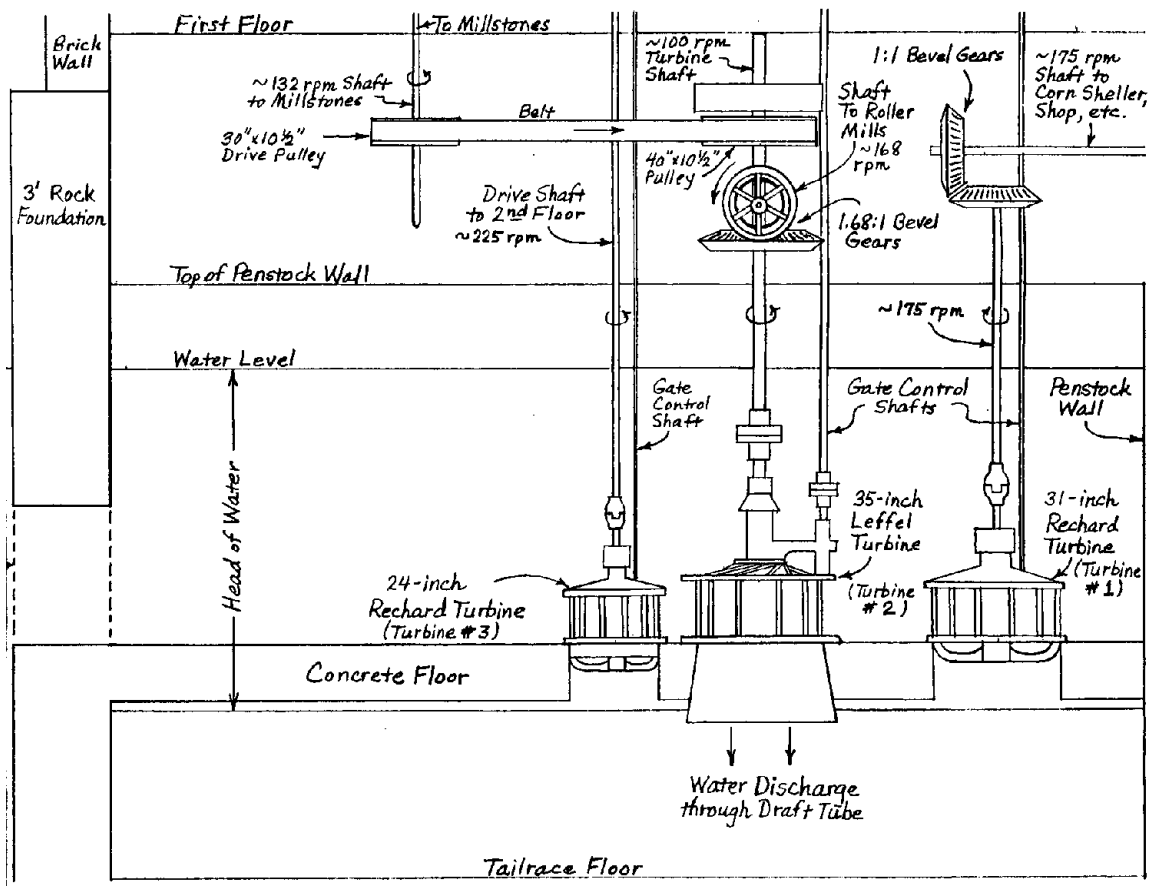 First Floor
To Millstones
Brick
Wall
~100 rpm
Turbine
Shaft
1:1 Bevel Gears
~175 rpm
Shaft to
Corn Sheller,
Shop, etc.
~132 rpm Shaft
to Millstones
Shaft
To Roller
Mills
~168
rpm
Belt
30"x10½"
Drive Pulley
40"x10½"
Pulley
3' Rock
Foundation
Drive Shaft
to 2nd Floor
~225 rpm
1.68:1 Bevel
Gears
Top of Penstock Wall
~175 rpm
Water Level
Gate
Control
Shaft
Gate Control
Shafts
Penstock
Wall
Head of Water
35-inch
Leffel
Turbine
(Turbine
#2)
31-inch
Rechard
Turbine
(Turbine
#1)
24-inch
Rechard Turbine
(Turbine #3)
Concrete Floor
Water Discharge
through Draft Tube
Tailrace Floor